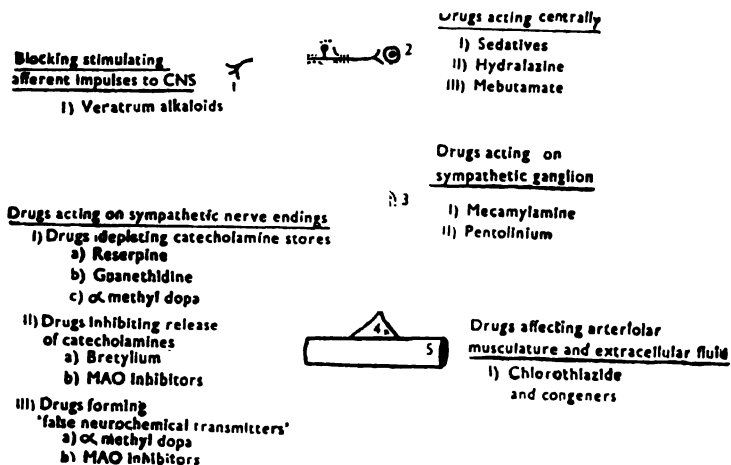 Blocking stimulating
afferent impulses to CNS
I) Veratrum alkaloids
1
2
Drugs acting centrally
I) Sedatives
II) Hydralazine
III) Mebutamate
3
Drugs acting on
sympathetic ganglion
I) Mecamylamine
II) Pentolinium
Drugs acting on sympathetic nerve endings
I) Drugs depleting catecholamine stores
a) Reserpine
b) Guanethidine
c) α methyl dopa
II) Drugs Inhibiting release
of catecholamines
a) Bretylium
b) MAO Inhibitors
III) Drugs forming
'false neurochemical transmitters'
a) α methyl dopa
b) MAO Inhibitors
4
5
Drugs affecting arteriolar
musculature and extracellular fluid
I) Chlorothiazide
and congeners